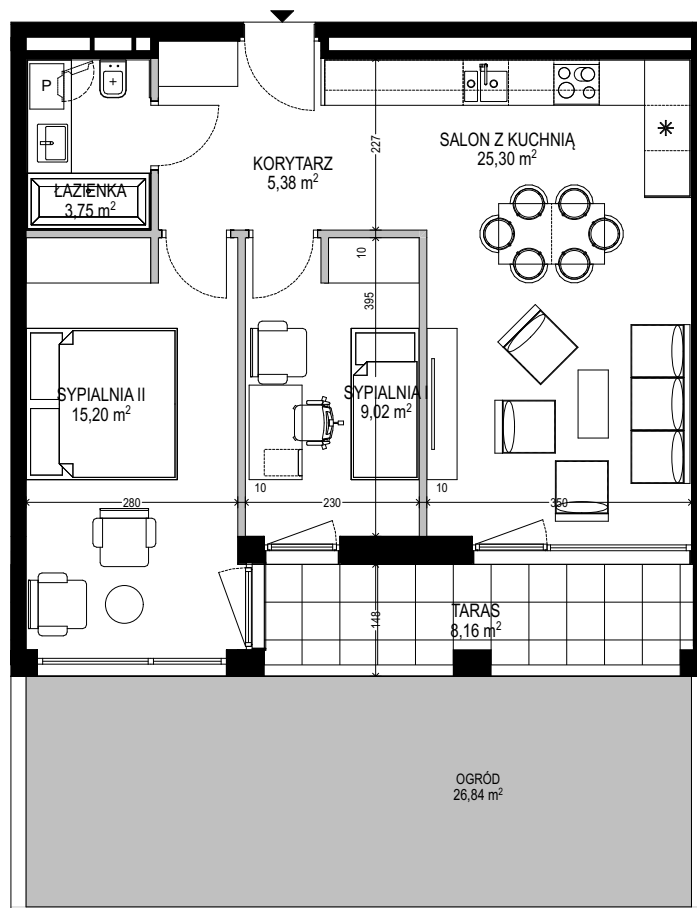 P
ŁAZIENKA
3,75 m²
KORYTARZ
5,38 m²
227
SALON Z KUCHNIĄ
25,30 m²
10
395
SYPIALNIA II
15,20 m²
SYPIALNIA I
9,02 m²
10
10
280
230
350
148
TARAS
8,16 m²
OGRÓD
26,84 m²